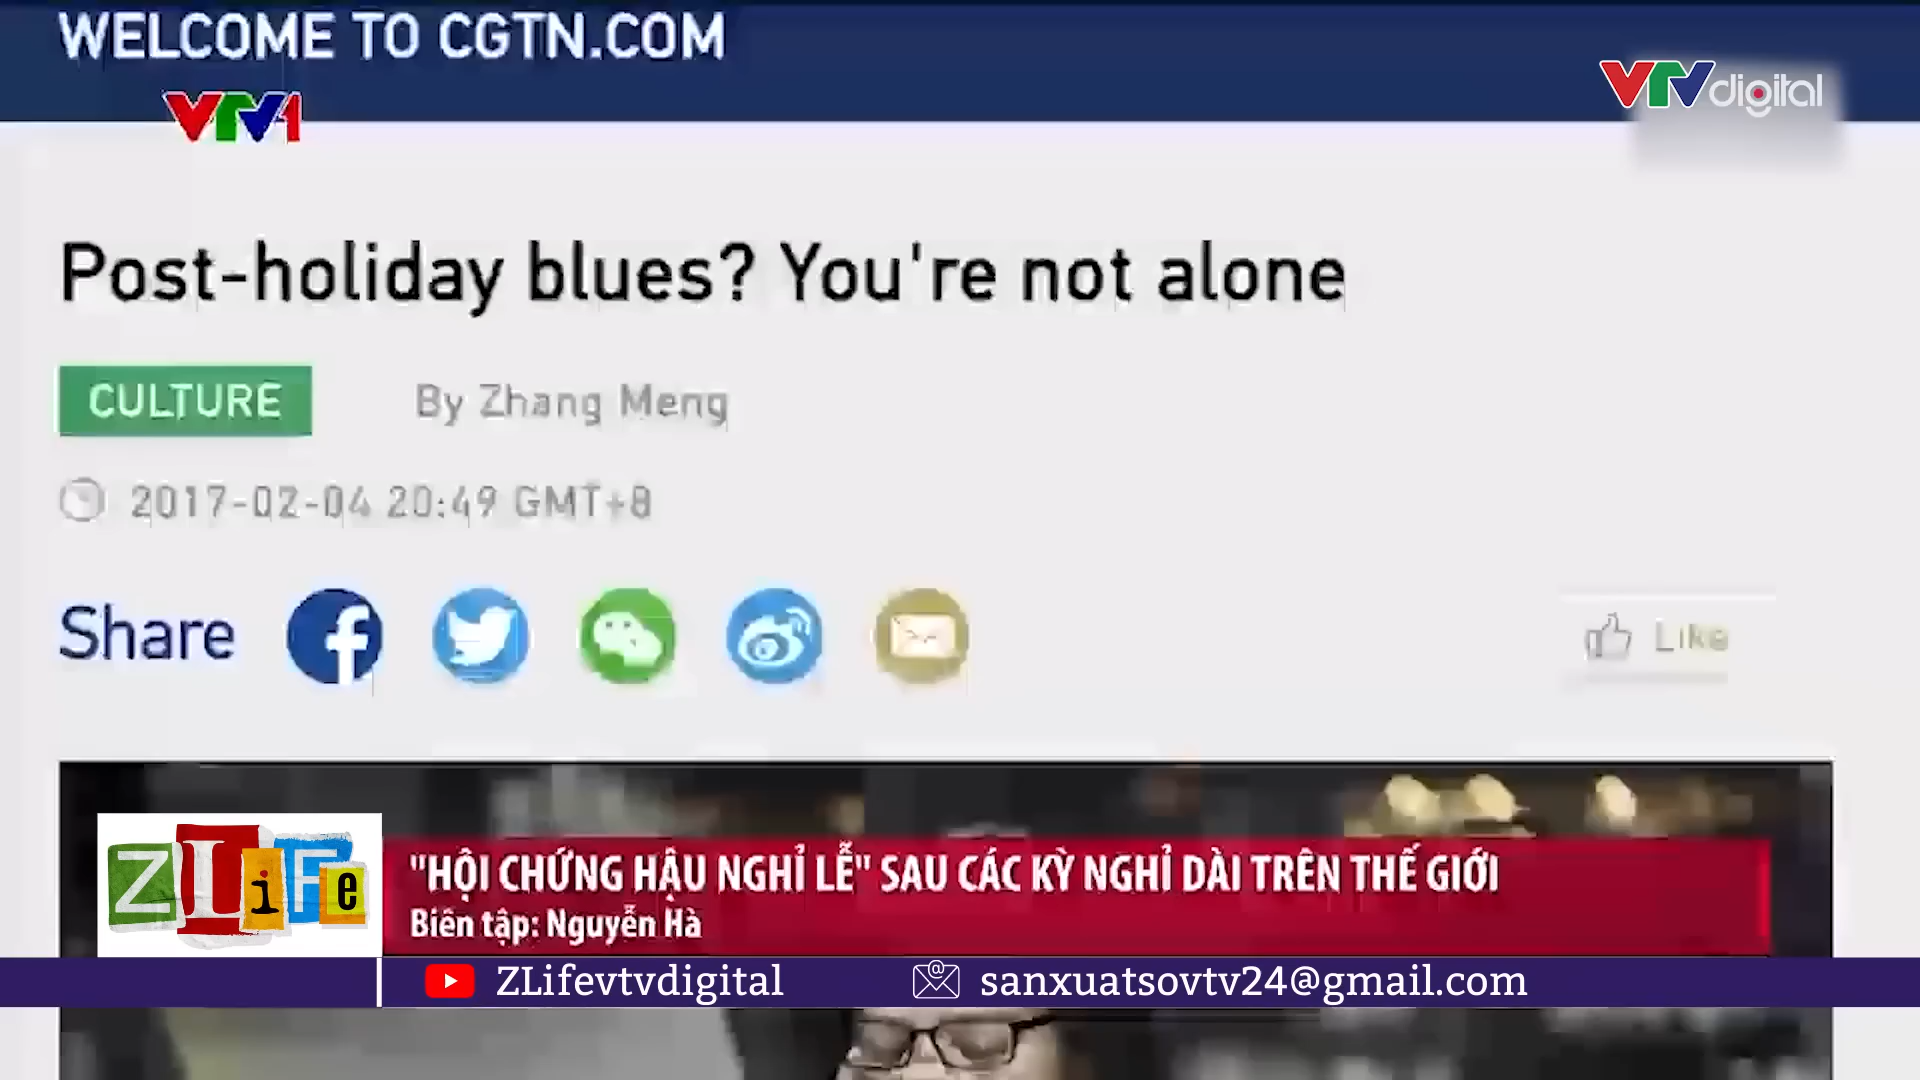 WELCOME TO CGTN.COM
VTV1
VTVdigital
Post-holiday blues? You're not alone
CULTURE
By Zhang Meng
2017-02-04 20:49 GMT+8
Share
Like
ZLiFe
"HỘI CHỨNG HẬU NGHỈ LỄ" SAU CÁC KỲ NGHỈ DÀI TRÊN THẾ GIỚI
Biên tập: Nguyễn Hà
ZLifevtvdigital
sanxuatsovtv24@gmail.com